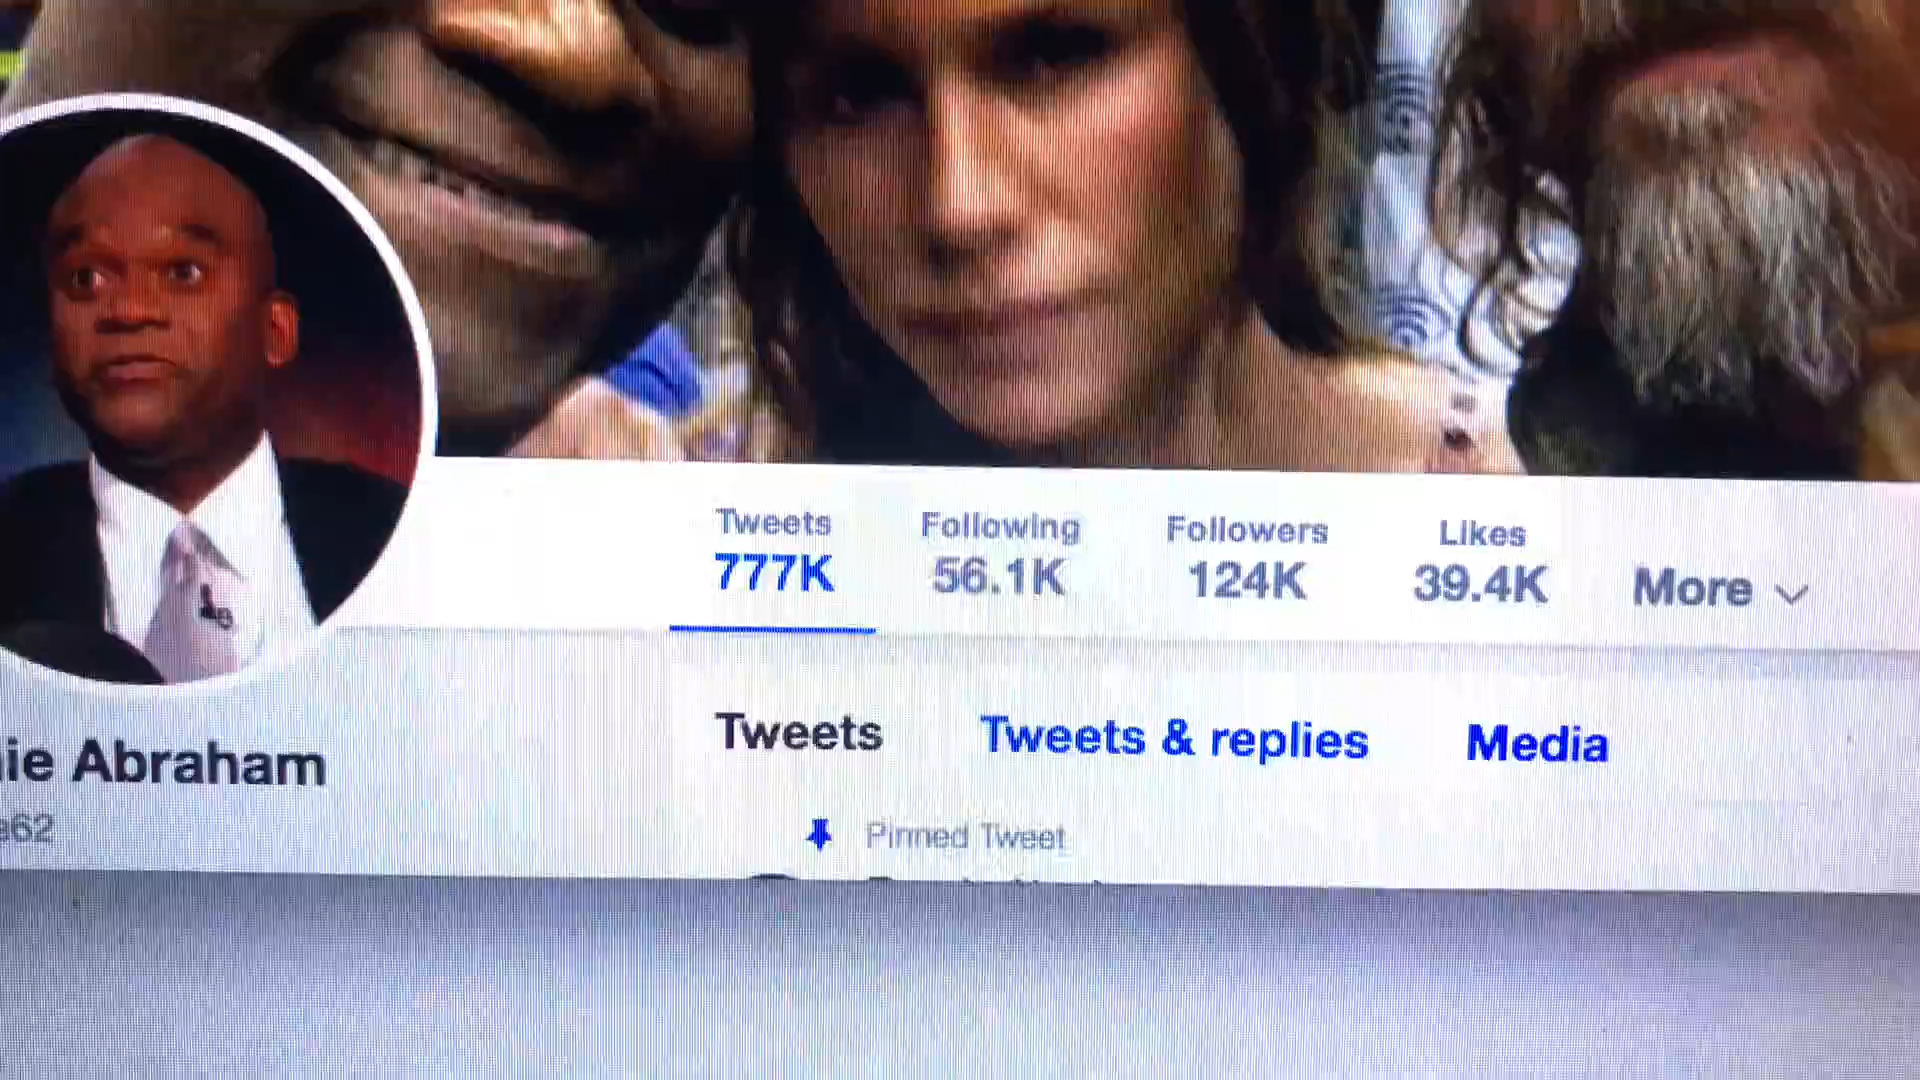 Tweets Following Followers Likes
777K 56.1K 124K 39.4K More
Tweets Tweets & replies Media
ie Abraham
e62
Pinned Tweet